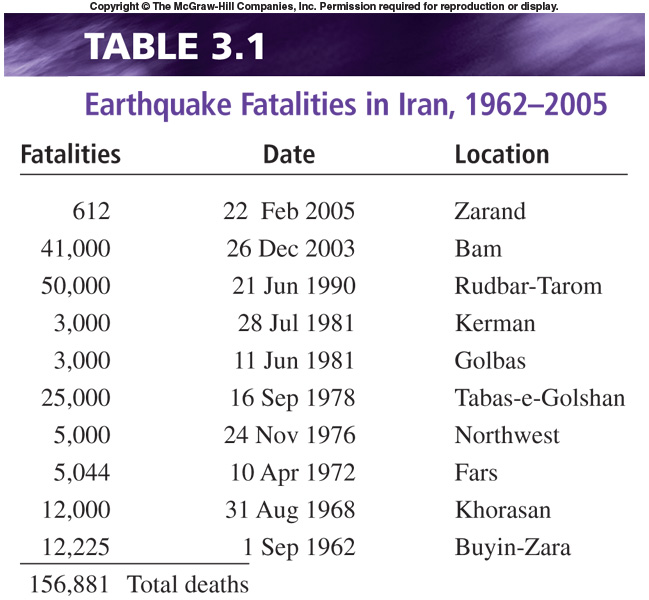 Copyright © The McGraw-Hill Companies, Inc. Permission required for reproduction or display.
TABLE 3.1
Earthquake Fatalities in Iran, 1962–2005
Fatalities Date Location
612 22 Feb 2005 Zarand
41,000 26 Dec 2003 Bam
50,000 21 Jun 1990 Rudbar-Tarom
3,000 28 Jul 1981 Kerman
3,000 11 Jun 1981 Golbas
25,000 16 Sep 1978 Tabas-e-Golshan
5,000 24 Nov 1976 Northwest
5,044 10 Apr 1972 Fars
12,000 31 Aug 1968 Khorasan
12,225 1 Sep 1962 Buyin-Zara
156,881 Total deaths